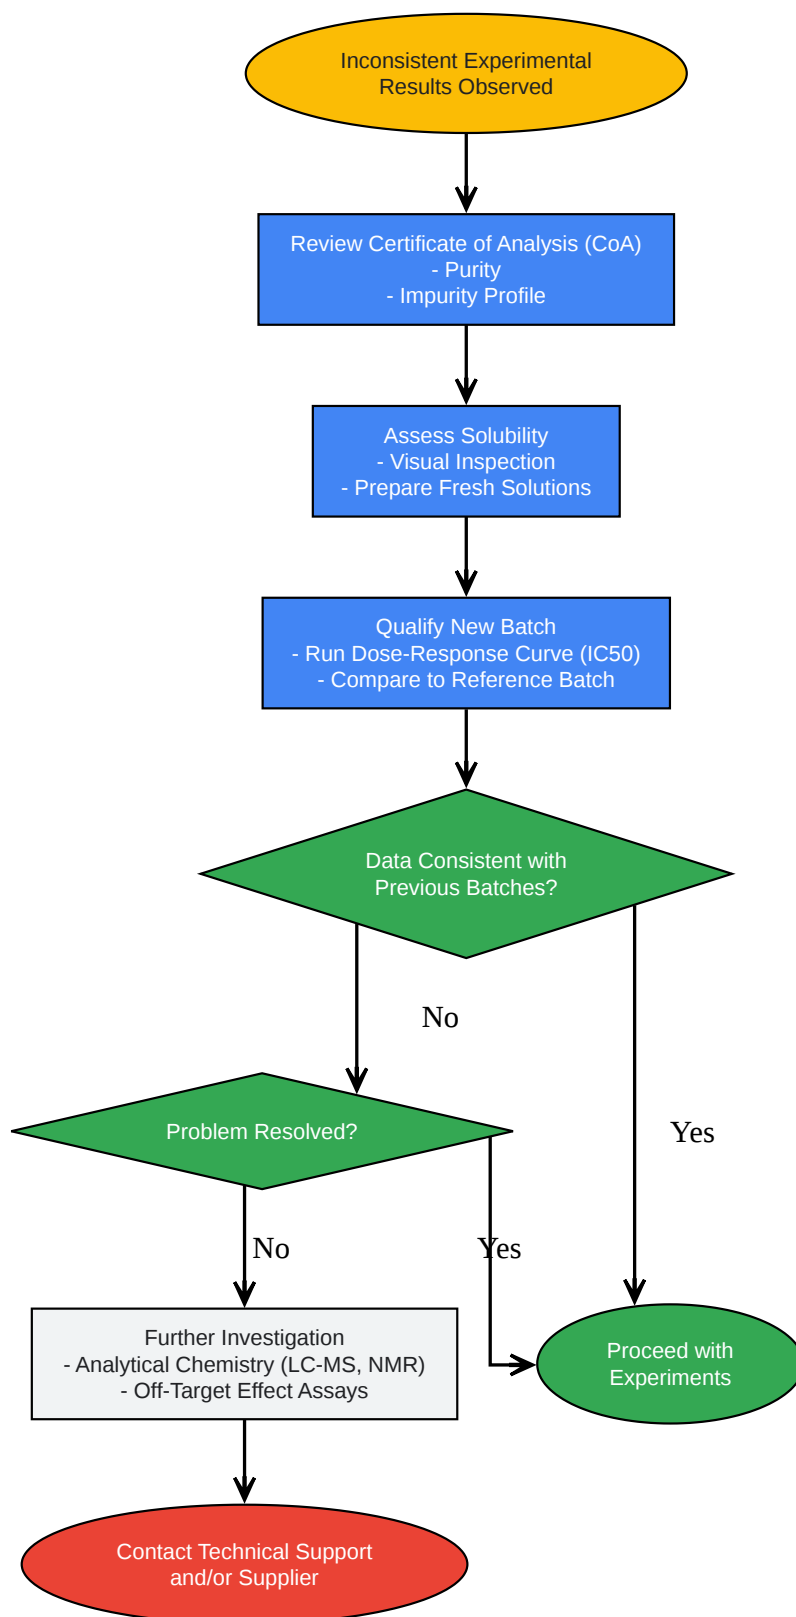 Inconsistent Experimental
Results Observed
Review Certificate of Analysis (CoA)
- Purity
- Impurity Profile
Assess Solubility
- Visual Inspection
- Prepare Fresh Solutions
Qualify New Batch
- Run Dose-Response Curve (IC50)
- Compare to Reference Batch
Data Consistent with
Previous Batches?
No
Problem Resolved?
Yes
No
Yes
Further Investigation
- Analytical Chemistry (LC-MS, NMR)
- Off-Target Effect Assays
Proceed with
Experiments
Contact Technical Support
and/or Supplier